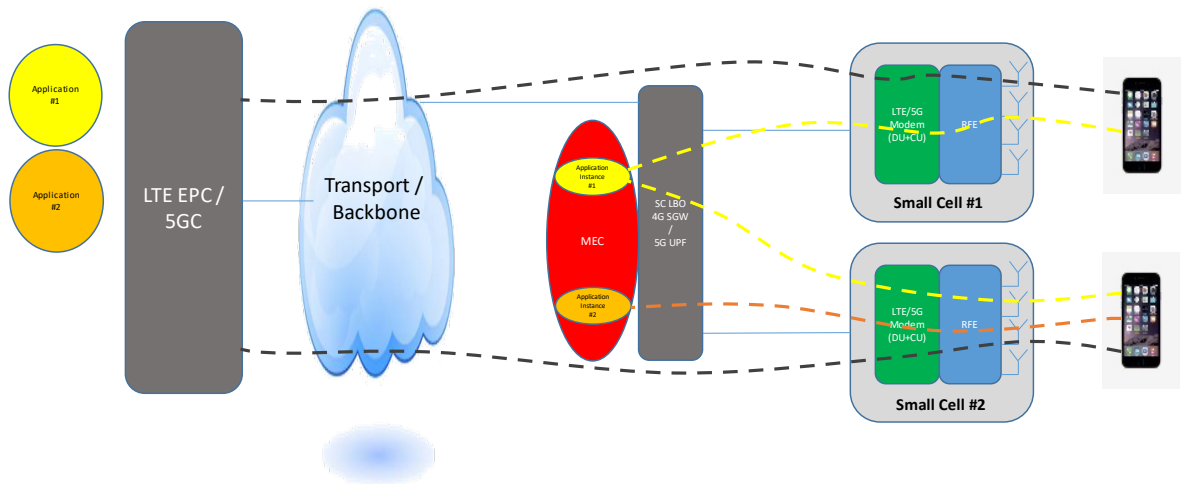 Application
#1
Application
#2
LTE EPC /
5GC
Transport /
Backbone
Application
Instance
#1
MEC
Application
Instance
#2
SC LBO
4G SGW
/
5G UPF
LTE/5G
Modem
(DU+CU)
RFE
Small Cell #1
LTE/5G
Modem
(DU+CU)
RFE
Small Cell #2